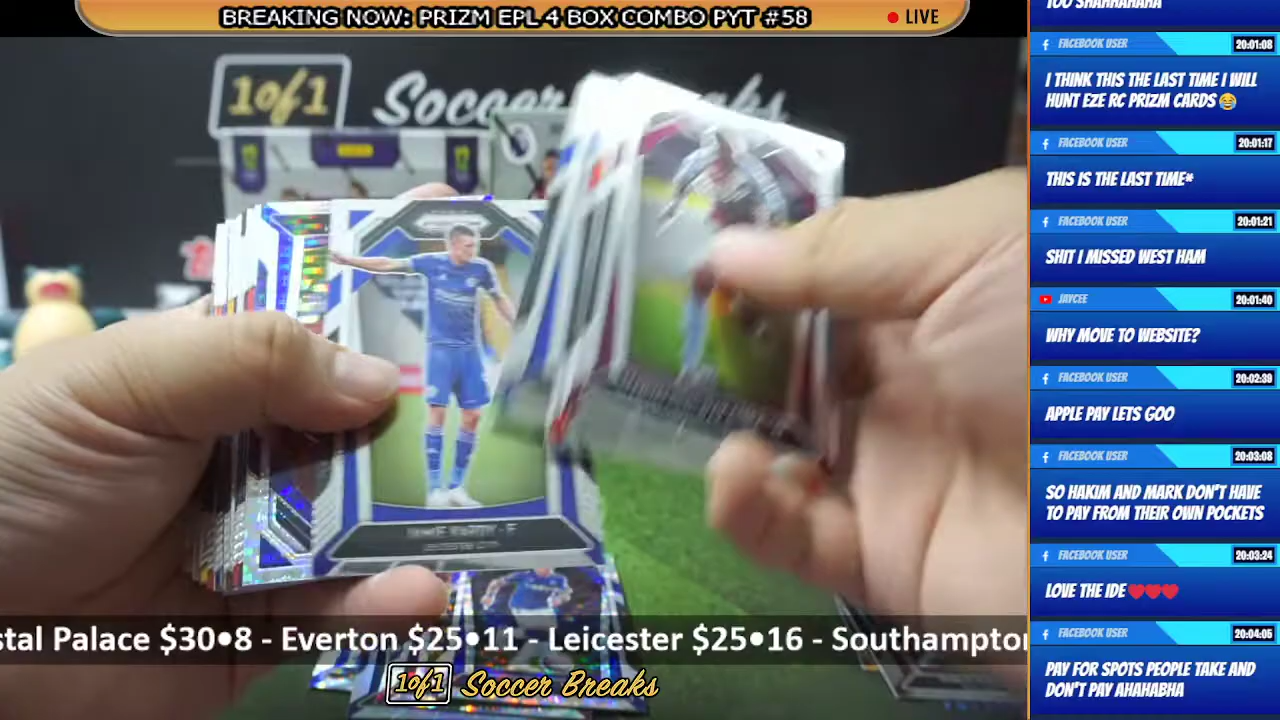 BREAKING NOW: PRIZM EPL 4 BOX COMBO PYT #58
LIVE
1of1
Soccer Breaks
JAMIE VARDY - F
LEICESTER CITY
stal Palace $30•8 - Everton $25•11 - Leicester $25•16 - Southampton
1of1 Soccer Breaks
TOO SHAHHAHAHA
FACEBOOK USER 20:01:08
I THINK THIS THE LAST TIME I WILL
HUNT EZE RC PRIZM CARDS 😂
FACEBOOK USER 20:01:17
THIS IS THE LAST TIME*
FACEBOOK USER 20:01:21
SHIT I MISSED WEST HAM
JAYCEE 20:01:40
WHY MOVE TO WEBSITE?
FACEBOOK USER 20:02:39
APPLE PAY LETS GOO
FACEBOOK USER 20:03:08
SO HAKIM AND MARK DON'T HAVE
TO PAY FROM THEIR OWN POCKETS
FACEBOOK USER 20:03:24
LOVE THE IDE❤️❤️❤️
FACEBOOK USER 20:04:05
PAY FOR SPOTS PEOPLE TAKE AND
DON'T PAY AHAHABHA